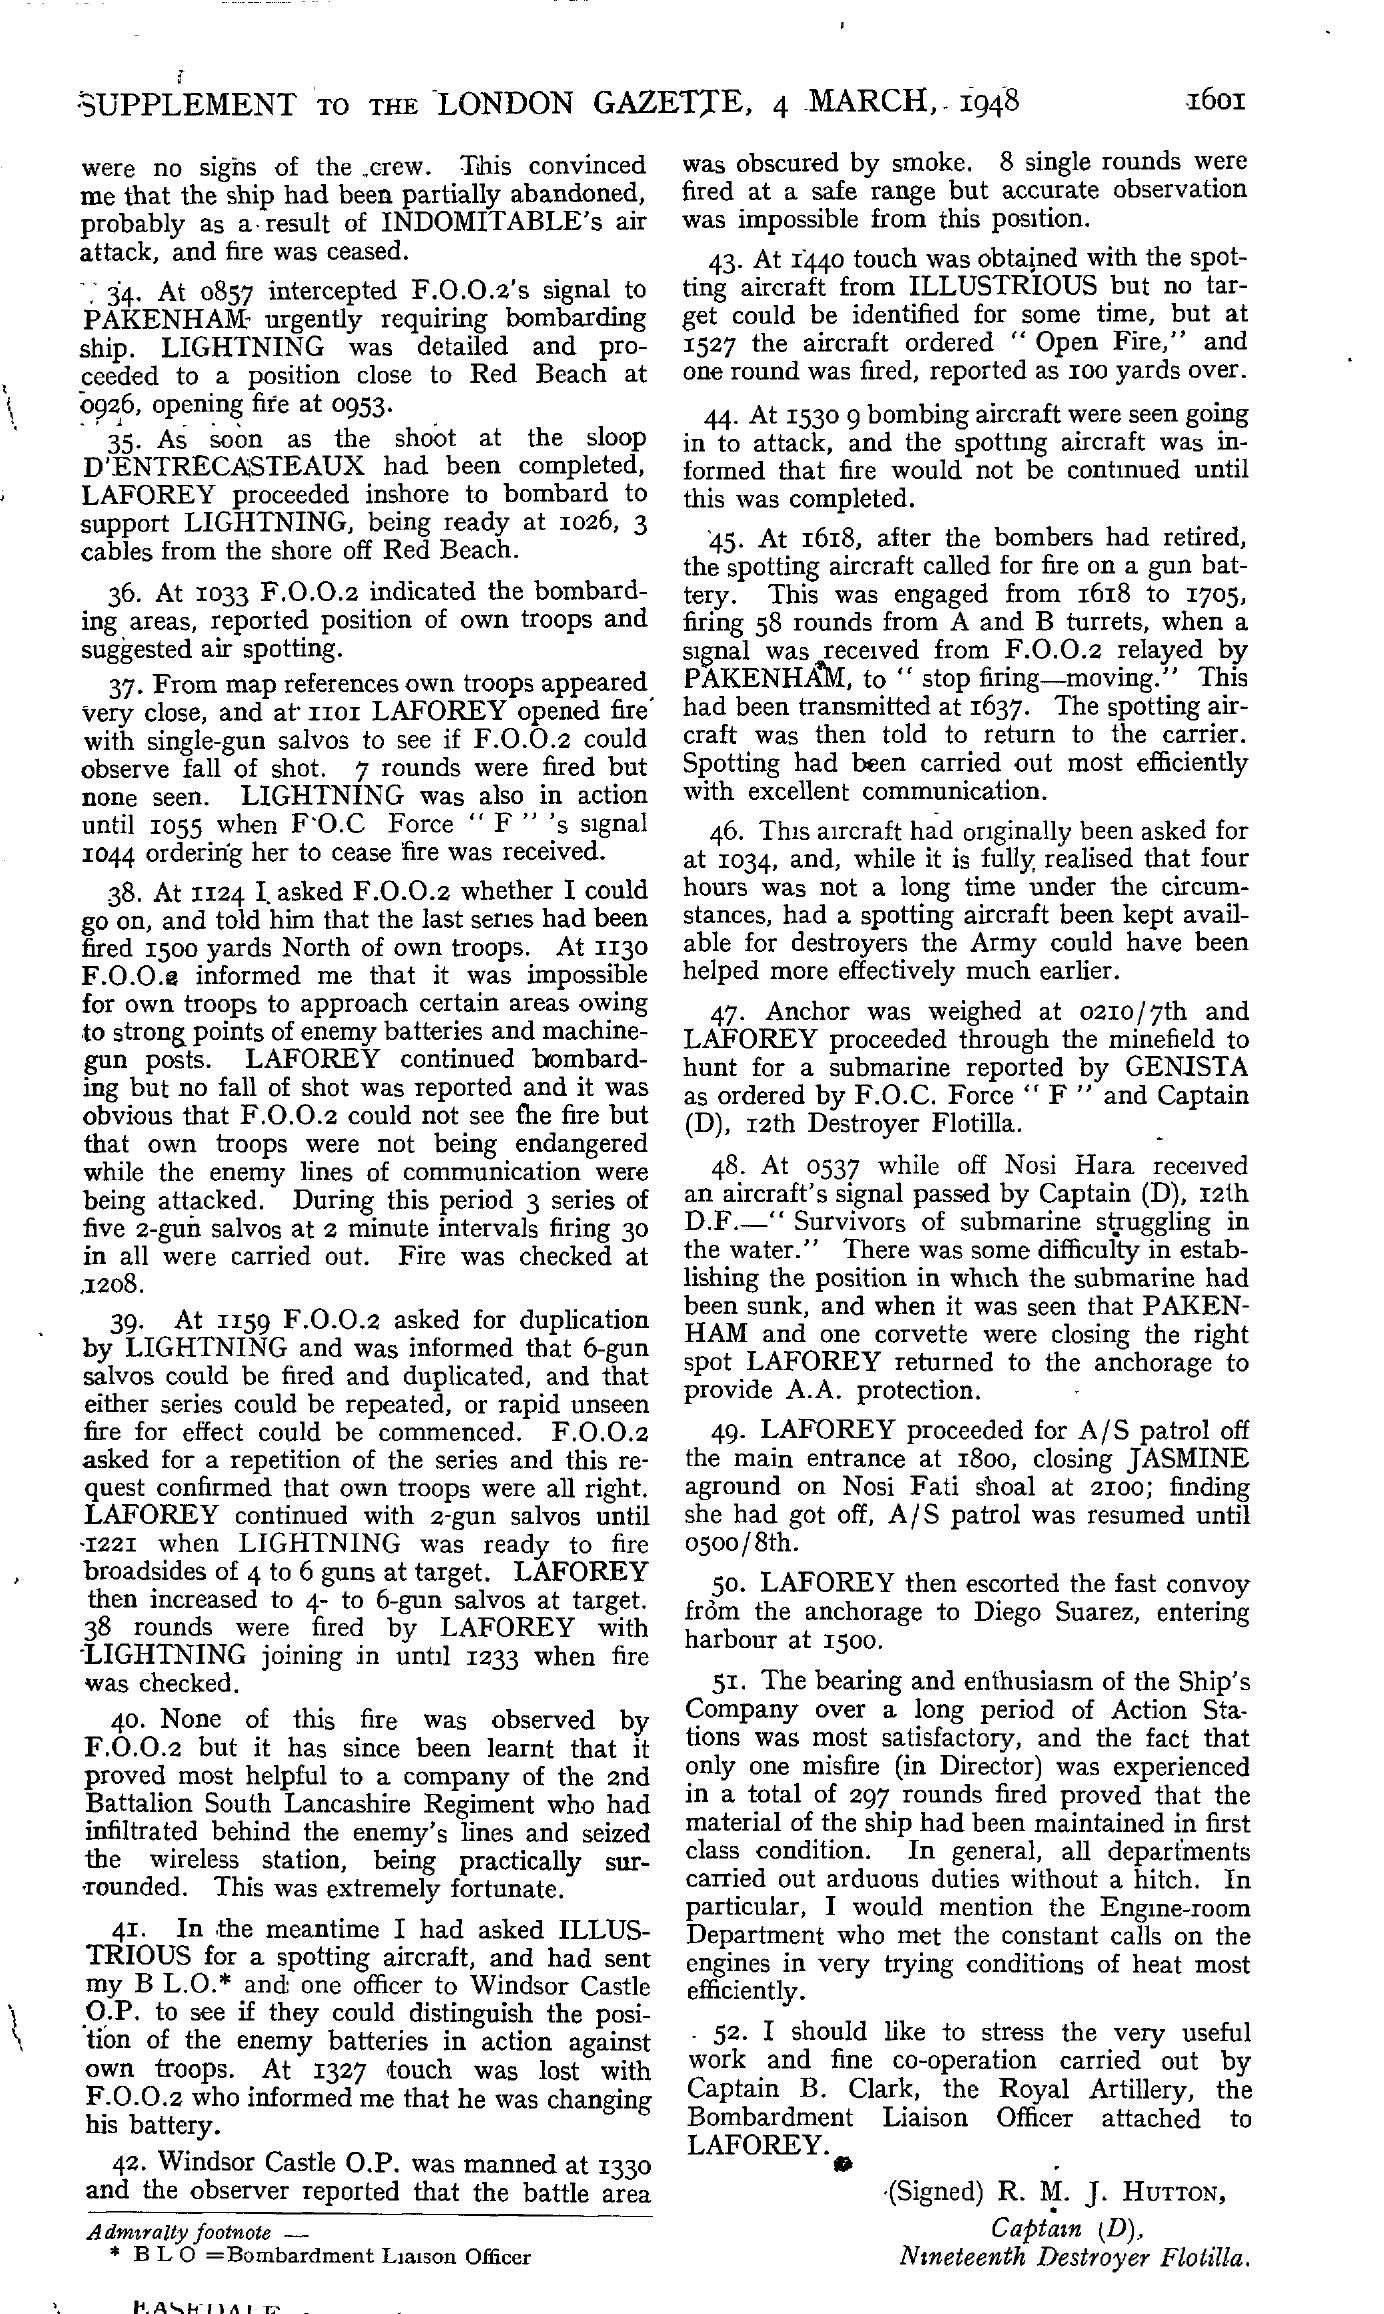 SUPPLEMENT TO THE LONDON GAZETTE, 4 MARCH, 1948 1601
were no signs of the crew. This convinced
me that the ship had been partially abandoned,
probably as a result of INDOMITABLE's air
attack, and fire was ceased.
34. At 0857 intercepted F.O.O.2's signal to
PAKENHAM urgently requiring bombarding
ship. LIGHTNING was detailed and pro-
ceeded to a position close to Red Beach at
0926, opening fire at 0953.
35. As soon as the shoot at the sloop
D'ENTRECASTEAUX had been completed,
LAFOREY proceeded inshore to bombard to
support LIGHTNING, being ready at 1026, 3
cables from the shore off Red Beach.
36. At 1033 F.O.O.2 indicated the bombard-
ing areas, reported position of own troops and
suggested air spotting.
37. From map references own troops appeared
very close, and at 1101 LAFOREY opened fire
with single-gun salvos to see if F.O.O.2 could
observe fall of shot. 7 rounds were fired but
none seen. LIGHTNING was also in action
until 1055 when F.O.C Force " F " 's signal
1044 ordering her to cease fire was received.
38. At 1124 I asked F.O.O.2 whether I could
go on, and told him that the last series had been
fired 1500 yards North of own troops. At 1130
F.O.O.2 informed me that it was impossible
for own troops to approach certain areas owing
to strong points of enemy batteries and machine-
gun posts. LAFOREY continued bombard-
ing but no fall of shot was reported and it was
obvious that F.O.O.2 could not see the fire but
that own troops were not being endangered
while the enemy lines of communication were
being attacked. During this period 3 series of
five 2-gun salvos at 2 minute intervals firing 30
in all were carried out. Fire was checked at
1208.
39. At 1159 F.O.O.2 asked for duplication
by LIGHTNING and was informed that 6-gun
salvos could be fired and duplicated, and that
either series could be repeated, or rapid unseen
fire for effect could be commenced. F.O.O.2
asked for a repetition of the series and this re-
quest confirmed that own troops were all right.
LAFOREY continued with 2-gun salvos until
1221 when LIGHTNING was ready to fire
broadsides of 4 to 6 guns at target. LAFOREY
then increased to 4- to 6-gun salvos at target.
38 rounds were fired by LAFOREY with
LIGHTNING joining in until 1233 when fire
was checked.
40. None of this fire was observed by
F.O.O.2 but it has since been learnt that it
proved most helpful to a company of the 2nd
Battalion South Lancashire Regiment who had
infiltrated behind the enemy's lines and seized
the wireless station, being practically sur-
rounded. This was extremely fortunate.
41. In the meantime I had asked ILLUS-
TRIOUS for a spotting aircraft, and had sent
my B L.O.* and one officer to Windsor Castle
O.P. to see if they could distinguish the posi-
tion of the enemy batteries in action against
own troops. At 1327 touch was lost with
F.O.O.2 who informed me that he was changing
his battery.
42. Windsor Castle O.P. was manned at 1330
and the observer reported that the battle area
Admiralty footnote —
* B L O =Bombardment Liaison Officer
was obscured by smoke. 8 single rounds were
fired at a safe range but accurate observation
was impossible from this position.
43. At 1440 touch was obtained with the spot-
ting aircraft from ILLUSTRIOUS but no tar-
get could be identified for some time, but at
1527 the aircraft ordered " Open Fire," and
one round was fired, reported as 100 yards over.
44. At 1530 9 bombing aircraft were seen going
in to attack, and the spotting aircraft was in-
formed that fire would not be continued until
this was completed.
45. At 1618, after the bombers had retired,
the spotting aircraft called for fire on a gun bat-
tery. This was engaged from 1618 to 1705,
firing 58 rounds from A and B turrets, when a
signal was received from F.O.O.2 relayed by
PAKENHAM, to " stop firing—moving." This
had been transmitted at 1637. The spotting air-
craft was then told to return to the carrier.
Spotting had been carried out most efficiently
with excellent communication.
46. This aircraft had originally been asked for
at 1034, and, while it is fully realised that four
hours was not a long time under the circum-
stances, had a spotting aircraft been kept avail-
able for destroyers the Army could have been
helped more effectively much earlier.
47. Anchor was weighed at 0210/7th and
LAFOREY proceeded through the minefield to
hunt for a submarine reported by GENISTA
as ordered by F.O.C. Force " F " and Captain
(D), 12th Destroyer Flotilla.
48. At 0537 while off Nosi Hara received
an aircraft's signal passed by Captain (D), 12th
D.F.—" Survivors of submarine struggling in
the water." There was some difficulty in estab-
lishing the position in which the submarine had
been sunk, and when it was seen that PAKEN-
HAM and one corvette were closing the right
spot LAFOREY returned to the anchorage to
provide A.A. protection.
49. LAFOREY proceeded for A/S patrol off
the main entrance at 1800, closing JASMINE
aground on Nosi Fati shoal at 2100; finding
she had got off, A/S patrol was resumed until
0500/8th.
50. LAFOREY then escorted the fast convoy
from the anchorage to Diego Suarez, entering
harbour at 1500.
51. The bearing and enthusiasm of the Ship's
Company over a long period of Action Sta-
tions was most satisfactory, and the fact that
only one misfire (in Director) was experienced
in a total of 297 rounds fired proved that the
material of the ship had been maintained in first
class condition. In general, all departments
carried out arduous duties without a hitch. In
particular, I would mention the Engine-room
Department who met the constant calls on the
engines in very trying conditions of heat most
efficiently.
52. I should like to stress the very useful
work and fine co-operation carried out by
Captain B. Clark, the Royal Artillery, the
Bombardment Liaison Officer attached to
LAFOREY.
(Signed) R. M. J. HUTTON,
Captain (D),
Nineteenth Destroyer Flotilla.